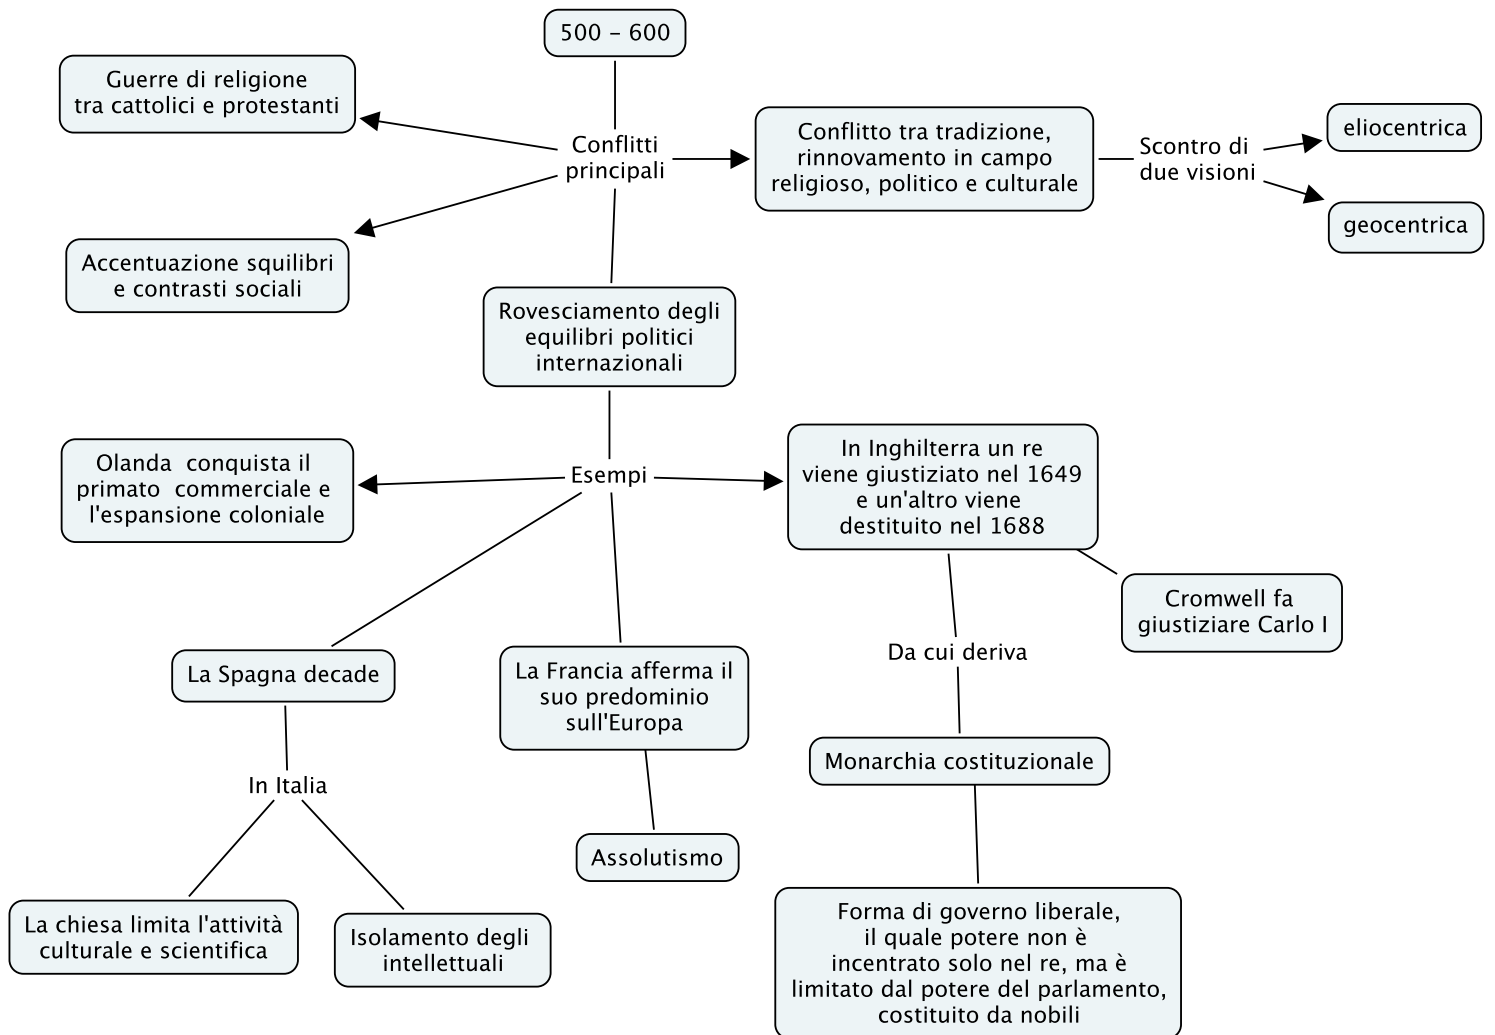 500 – 600
Guerre di religione
tra cattolici e protestanti
Conflitti
principali
Conflitto tra tradizione,
rinnovamento in campo
religioso, politico e culturale
Scontro di
due visioni
eliocentrica
geocentrica
Accentuazione squilibri
e contrasti sociali
Rovesciamento degli
equilibri politici
internazionali
Esempi
Olanda  conquista il
primato  commerciale e
l'espansione coloniale
In Inghilterra un re
viene giustiziato nel 1649
e un'altro viene
destituito nel 1688
Cromwell fa
giustiziare Carlo I
Da cui deriva
La Spagna decade
La Francia afferma il
suo predominio
sull'Europa
Monarchia costituzionale
In Italia
Assolutismo
La chiesa limita l'attività
culturale e scientifica
Isolamento degli
intellettuali
Forma di governo liberale,
il quale potere non è
incentrato solo nel re, ma è
limitato dal potere del parlamento,
costituito da nobili